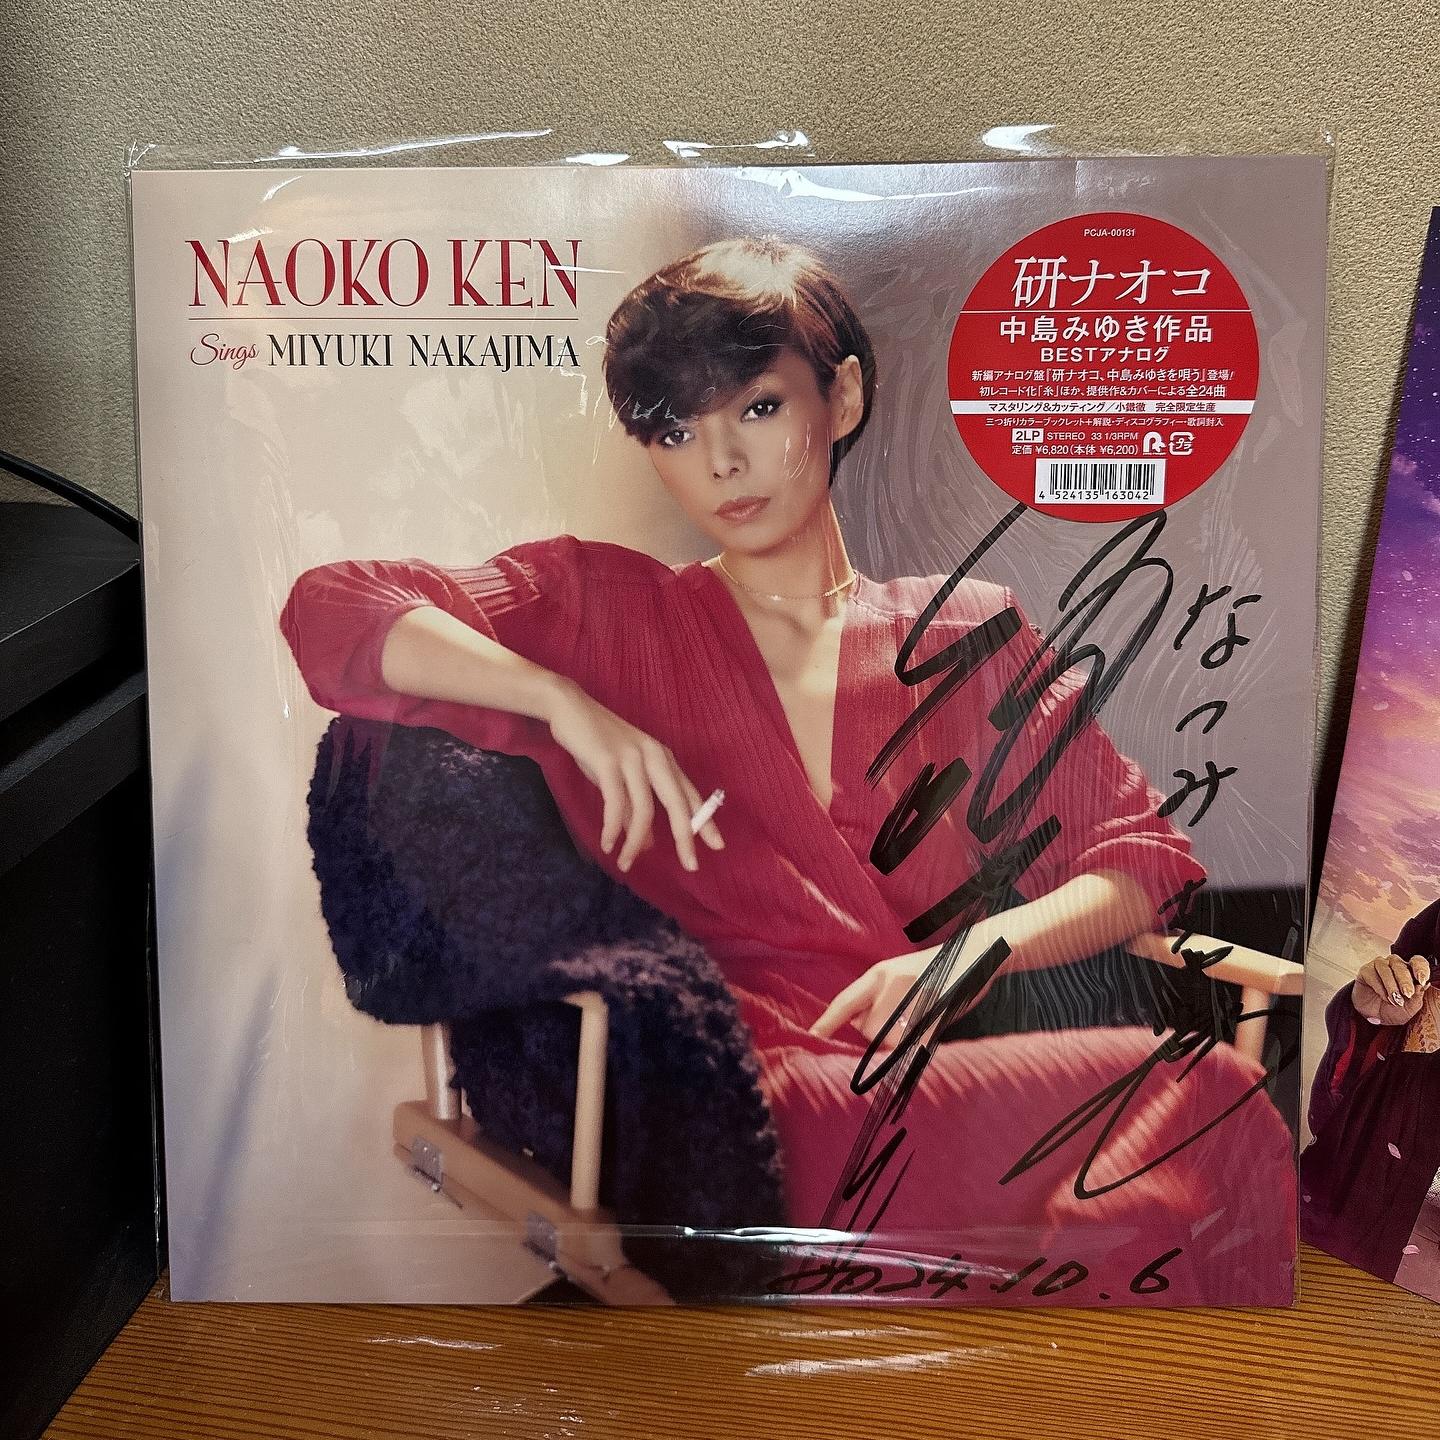 NAOKO KEN
Sings MIYUKI NAKAJIMA
PCJA-00131
研ナオコ
中島みゆき作品
BESTアナログ
新編アナログ盤『研ナオコ、中島みゆきを唄う』登場!
初レコード化「糸」ほか、提供作&カバーによる全24曲
マスタリング&カッティング/小鐵徹 完全限定生産
三つ折りカラーブックレット+解説・ディスコグラフィー・歌詞封入
2LP STEREO 33 1/3RPM
定価 ¥6,820(本体 ¥6,200)
プラ
4 524135 163042
なつみ
2024.10.6